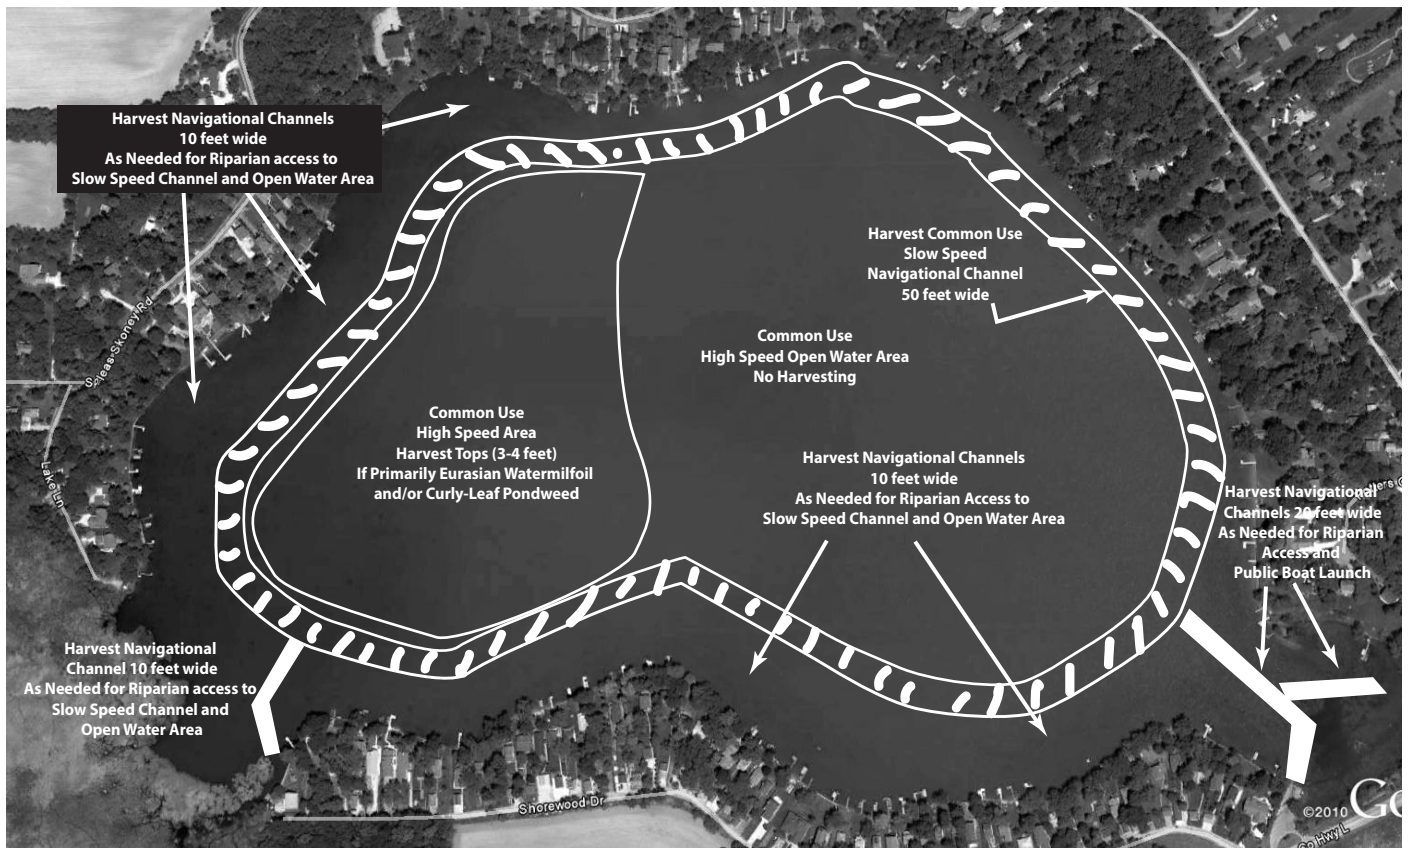 Harvest Navigational Channels
10 feet wide
As Needed for Riparian access to
Slow Speed Channel and Open Water Area
Harvest Common Use
Slow Speed
Navigational Channel
50 feet wide
Common Use
High Speed Open Water Area
No Harvesting
Common Use
High Speed Area
Harvest Tops (3-4 feet)
If Primarily Eurasian Watermilfoil
and/or Curly-Leaf Pondweed
Harvest Navigational Channels
10 feet wide
As Needed for Riparian Access to
Slow Speed Channel and Open Water Area
Harvest Navigational
Channels 20 feet wide
As Needed for Riparian
Access and
Public Boat Launch
Harvest Navigational
Channel 10 feet wide
As Needed for Riparian access to
Slow Speed Channel and
Open Water Area
Skoney Rd
Lake Ln
Shorewood Dr
©2010 Go
Co Hwy L